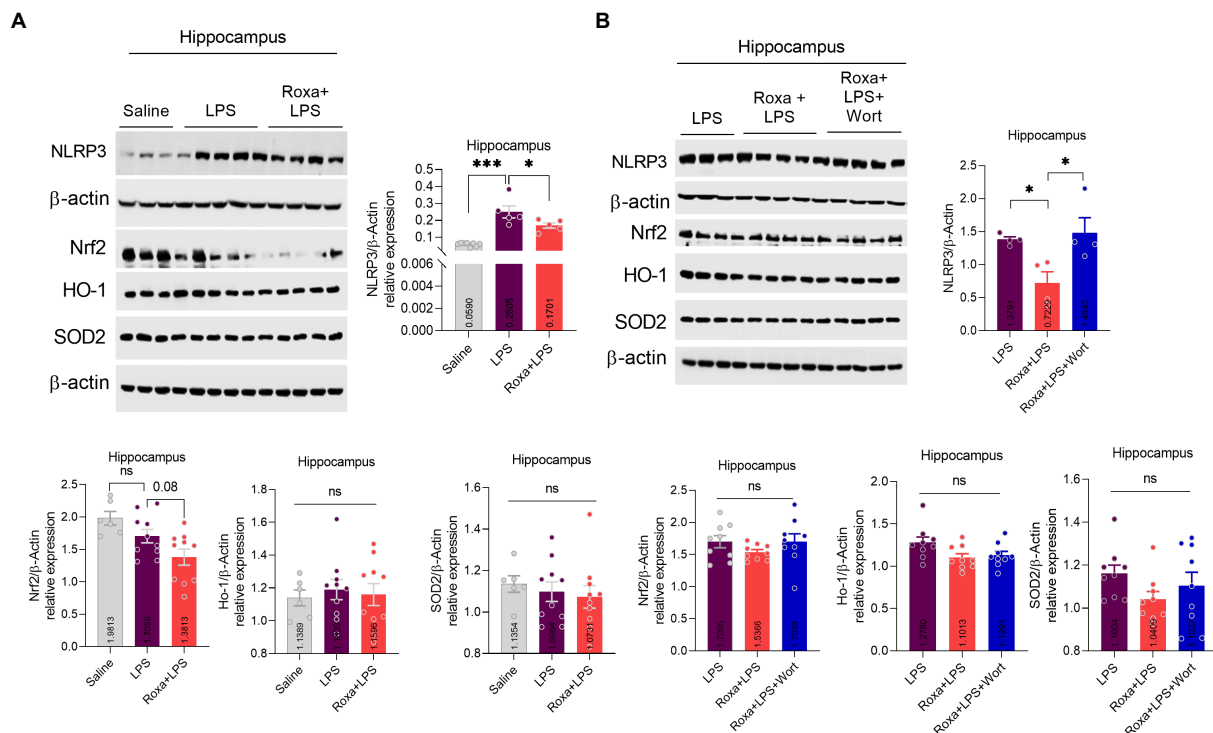 A
Hippocampus
Saline
LPS
Roxa+
LPS
NLRP3
β-actin
Nrf2
HO-1
SOD2
β-actin
Hippocampus
***
*
NLRP3/β-Actin
relative expression
0.5
0.4
0.3
0.2
0.1
0.006
0.004
0.002
0.000
0.0590
0.2505
0.1701
Saline
LPS
Roxa+LPS
B
Hippocampus
LPS
Roxa +
LPS
Roxa+
LPS+
Wort
NLRP3
β-actin
Nrf2
HO-1
SOD2
β-actin
Hippocampus
*
*
NLRP3/β-Actin
relative expression
2.5
2.0
1.5
1.0
0.5
0.0
1.3791
0.7229
LPS
Roxa+LPS
Roxa+LPS+Wort
Hippocampus
ns
0.08
Nrf2/β-Actin
relative expression
2.5
2.0
1.5
1.0
0.5
0.0
1.9813
1.3813
Saline
LPS
Roxa+LPS
Hippocampus
ns
Ho-1/β-Actin
relative expression
1.8
1.6
1.4
1.2
1.0
0.8
1.1389
1.1596
Saline
LPS
Roxa+LPS
Hippocampus
ns
SOD2/β-Actin
relative expression
1.6
1.4
1.2
1.0
0.8
1.1354
1.0731
Saline
LPS
Roxa+LPS
Hippocampus
ns
Nrf2/β-Actin
relative expression
2.5
2.0
1.5
1.0
0.5
0.0
1.5366
LPS
Roxa+LPS
Roxa+LPS+Wort
Hippocampus
ns
Ho-1/β-Actin
relative expression
2.0
1.5
1.0
0.5
0.0
1.1013
LPS
Roxa+LPS
Roxa+LPS+Wort
Hippocampus
ns
SOD2/β-Actin
relative expression
1.6
1.4
1.2
1.0
0.8
1.0409
LPS
Roxa+LPS
Roxa+LPS+Wort